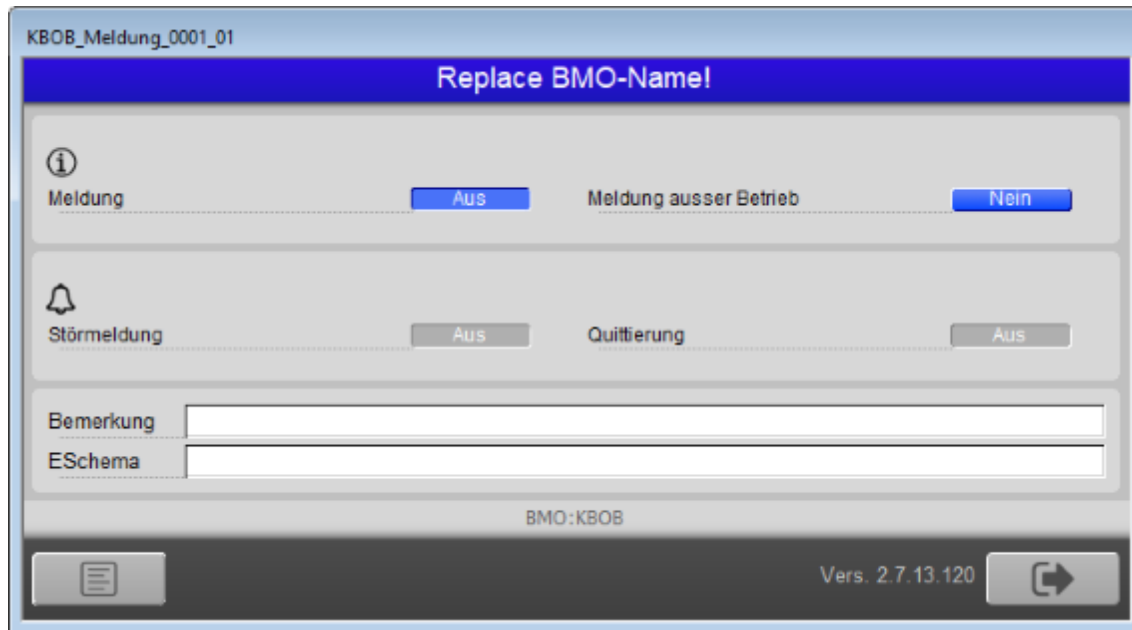 KBOB_Meldung_0001_01
Replace BMO-Name!
Meldung Aus Meldung ausser Betrieb Nein
Störmeldung Aus Quittierung Aus
Bemerkung
ESchema
BMO:KBOB
Vers. 2.7.13.120